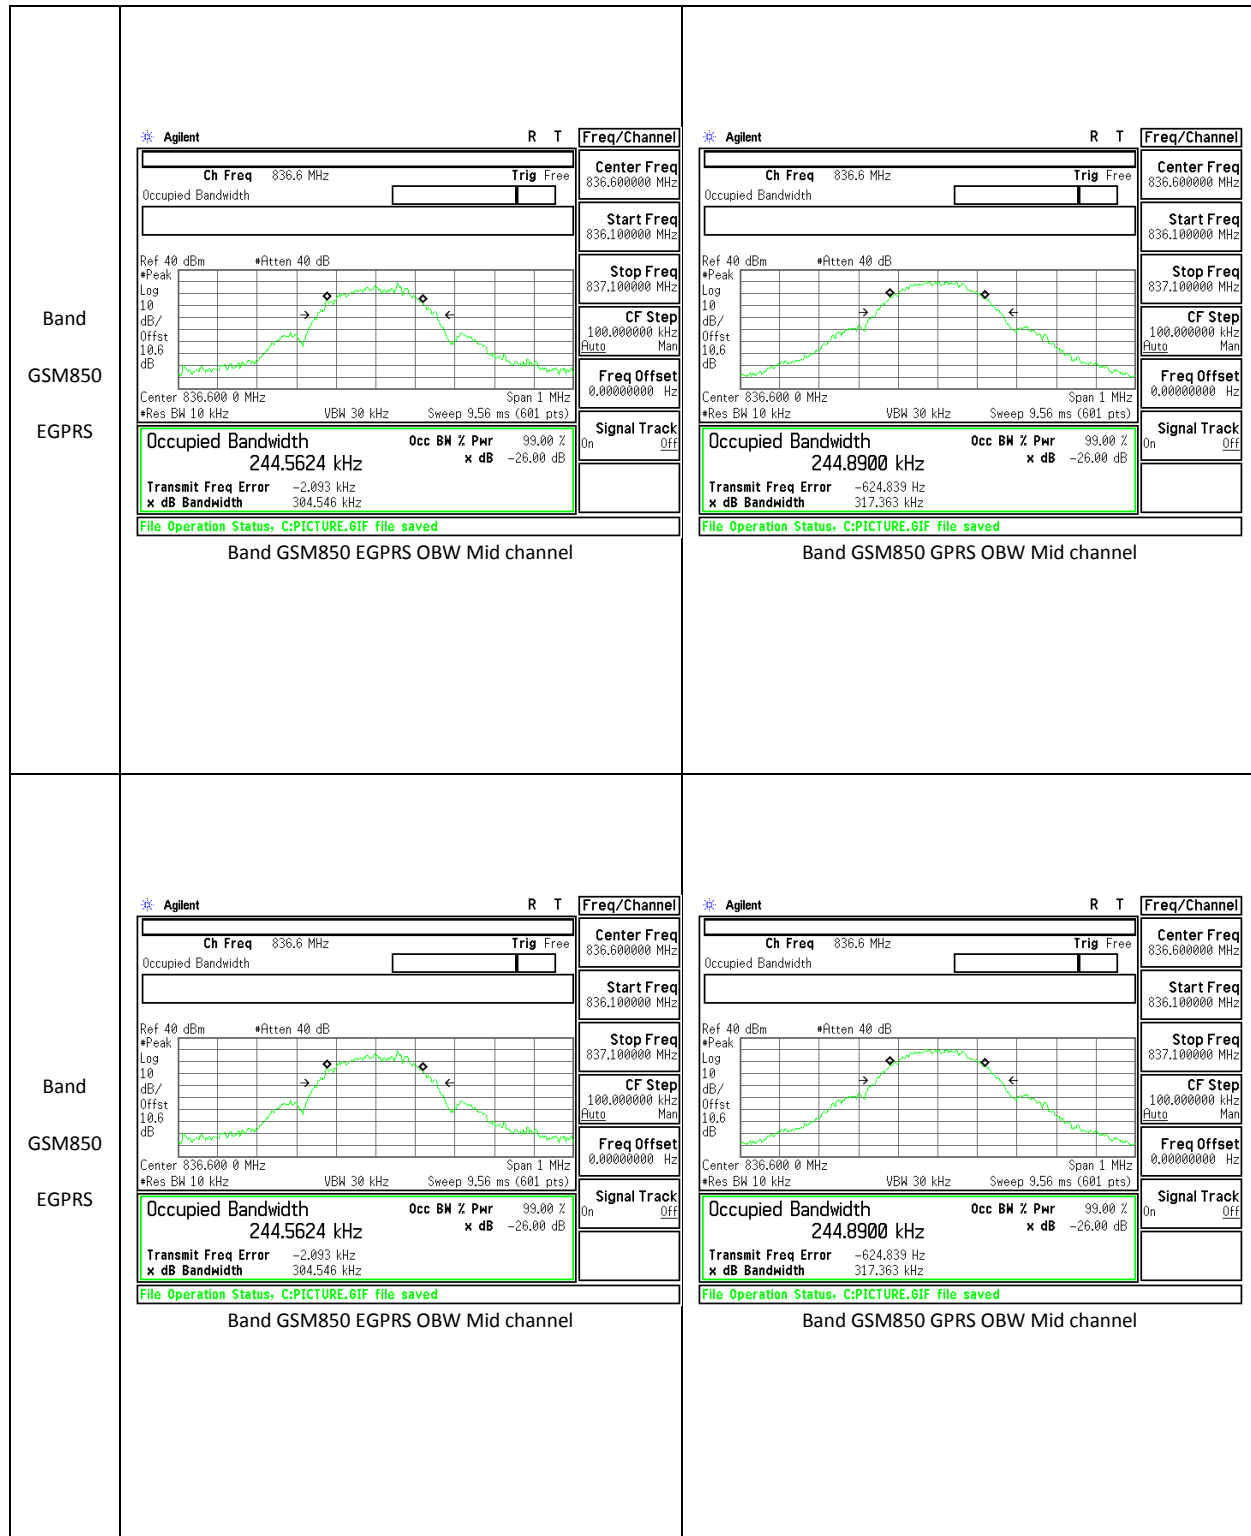 Band
GSM850
EGPRS
Agilent R T Freq/Channel
Ch Freq 836.6 MHz Trig Free
Occupied Bandwidth
Center Freq
836.600000 MHz
Start Freq
836.100000 MHz
Stop Freq
837.100000 MHz
CF Step
100.000000 kHz
Auto Man
Freq Offset
0.00000000 Hz
Signal Track
On Off
Ref 40 dBm #Atten 40 dB
#Peak
Log
10
dB/
Offst
10.6
dB
Center 836.600 0 MHz Span 1 MHz
#Res BW 10 kHz VBW 30 kHz Sweep 9.56 ms (601 pts)
Occupied Bandwidth Occ BW % Pwr 99.00 %
244.5624 kHz x dB -26.00 dB
Transmit Freq Error -2.093 kHz
x dB Bandwidth 304.546 kHz
File Operation Status, C:PICTURE.GIF file saved
Band GSM850 EGPRS OBW Mid channel
Agilent R T Freq/Channel
Ch Freq 836.6 MHz Trig Free
Occupied Bandwidth
Center Freq
836.600000 MHz
Start Freq
836.100000 MHz
Stop Freq
837.100000 MHz
CF Step
100.000000 kHz
Auto Man
Freq Offset
0.00000000 Hz
Signal Track
On Off
Ref 40 dBm #Atten 40 dB
#Peak
Log
10
dB/
Offst
10.6
dB
Center 836.600 0 MHz Span 1 MHz
#Res BW 10 kHz VBW 30 kHz Sweep 9.56 ms (601 pts)
Occupied Bandwidth Occ BW % Pwr 99.00 %
244.8900 kHz x dB -26.00 dB
Transmit Freq Error -624.839 Hz
x dB Bandwidth 317.363 kHz
File Operation Status, C:PICTURE.GIF file saved
Band GSM850 GPRS OBW Mid channel
Band
GSM850
EGPRS
Agilent R T Freq/Channel
Ch Freq 836.6 MHz Trig Free
Occupied Bandwidth
Center Freq
836.600000 MHz
Start Freq
836.100000 MHz
Stop Freq
837.100000 MHz
CF Step
100.000000 kHz
Auto Man
Freq Offset
0.00000000 Hz
Signal Track
On Off
Ref 40 dBm #Atten 40 dB
#Peak
Log
10
dB/
Offst
10.6
dB
Center 836.600 0 MHz Span 1 MHz
#Res BW 10 kHz VBW 30 kHz Sweep 9.56 ms (601 pts)
Occupied Bandwidth Occ BW % Pwr 99.00 %
244.5624 kHz x dB -26.00 dB
Transmit Freq Error -2.093 kHz
x dB Bandwidth 304.546 kHz
File Operation Status, C:PICTURE.GIF file saved
Band GSM850 EGPRS OBW Mid channel
Agilent R T Freq/Channel
Ch Freq 836.6 MHz Trig Free
Occupied Bandwidth
Center Freq
836.600000 MHz
Start Freq
836.100000 MHz
Stop Freq
837.100000 MHz
CF Step
100.000000 kHz
Auto Man
Freq Offset
0.00000000 Hz
Signal Track
On Off
Ref 40 dBm #Atten 40 dB
#Peak
Log
10
dB/
Offst
10.6
dB
Center 836.600 0 MHz Span 1 MHz
#Res BW 10 kHz VBW 30 kHz Sweep 9.56 ms (601 pts)
Occupied Bandwidth Occ BW % Pwr 99.00 %
244.8900 kHz x dB -26.00 dB
Transmit Freq Error -624.839 Hz
x dB Bandwidth 317.363 kHz
File Operation Status, C:PICTURE.GIF file saved
Band GSM850 GPRS OBW Mid channel